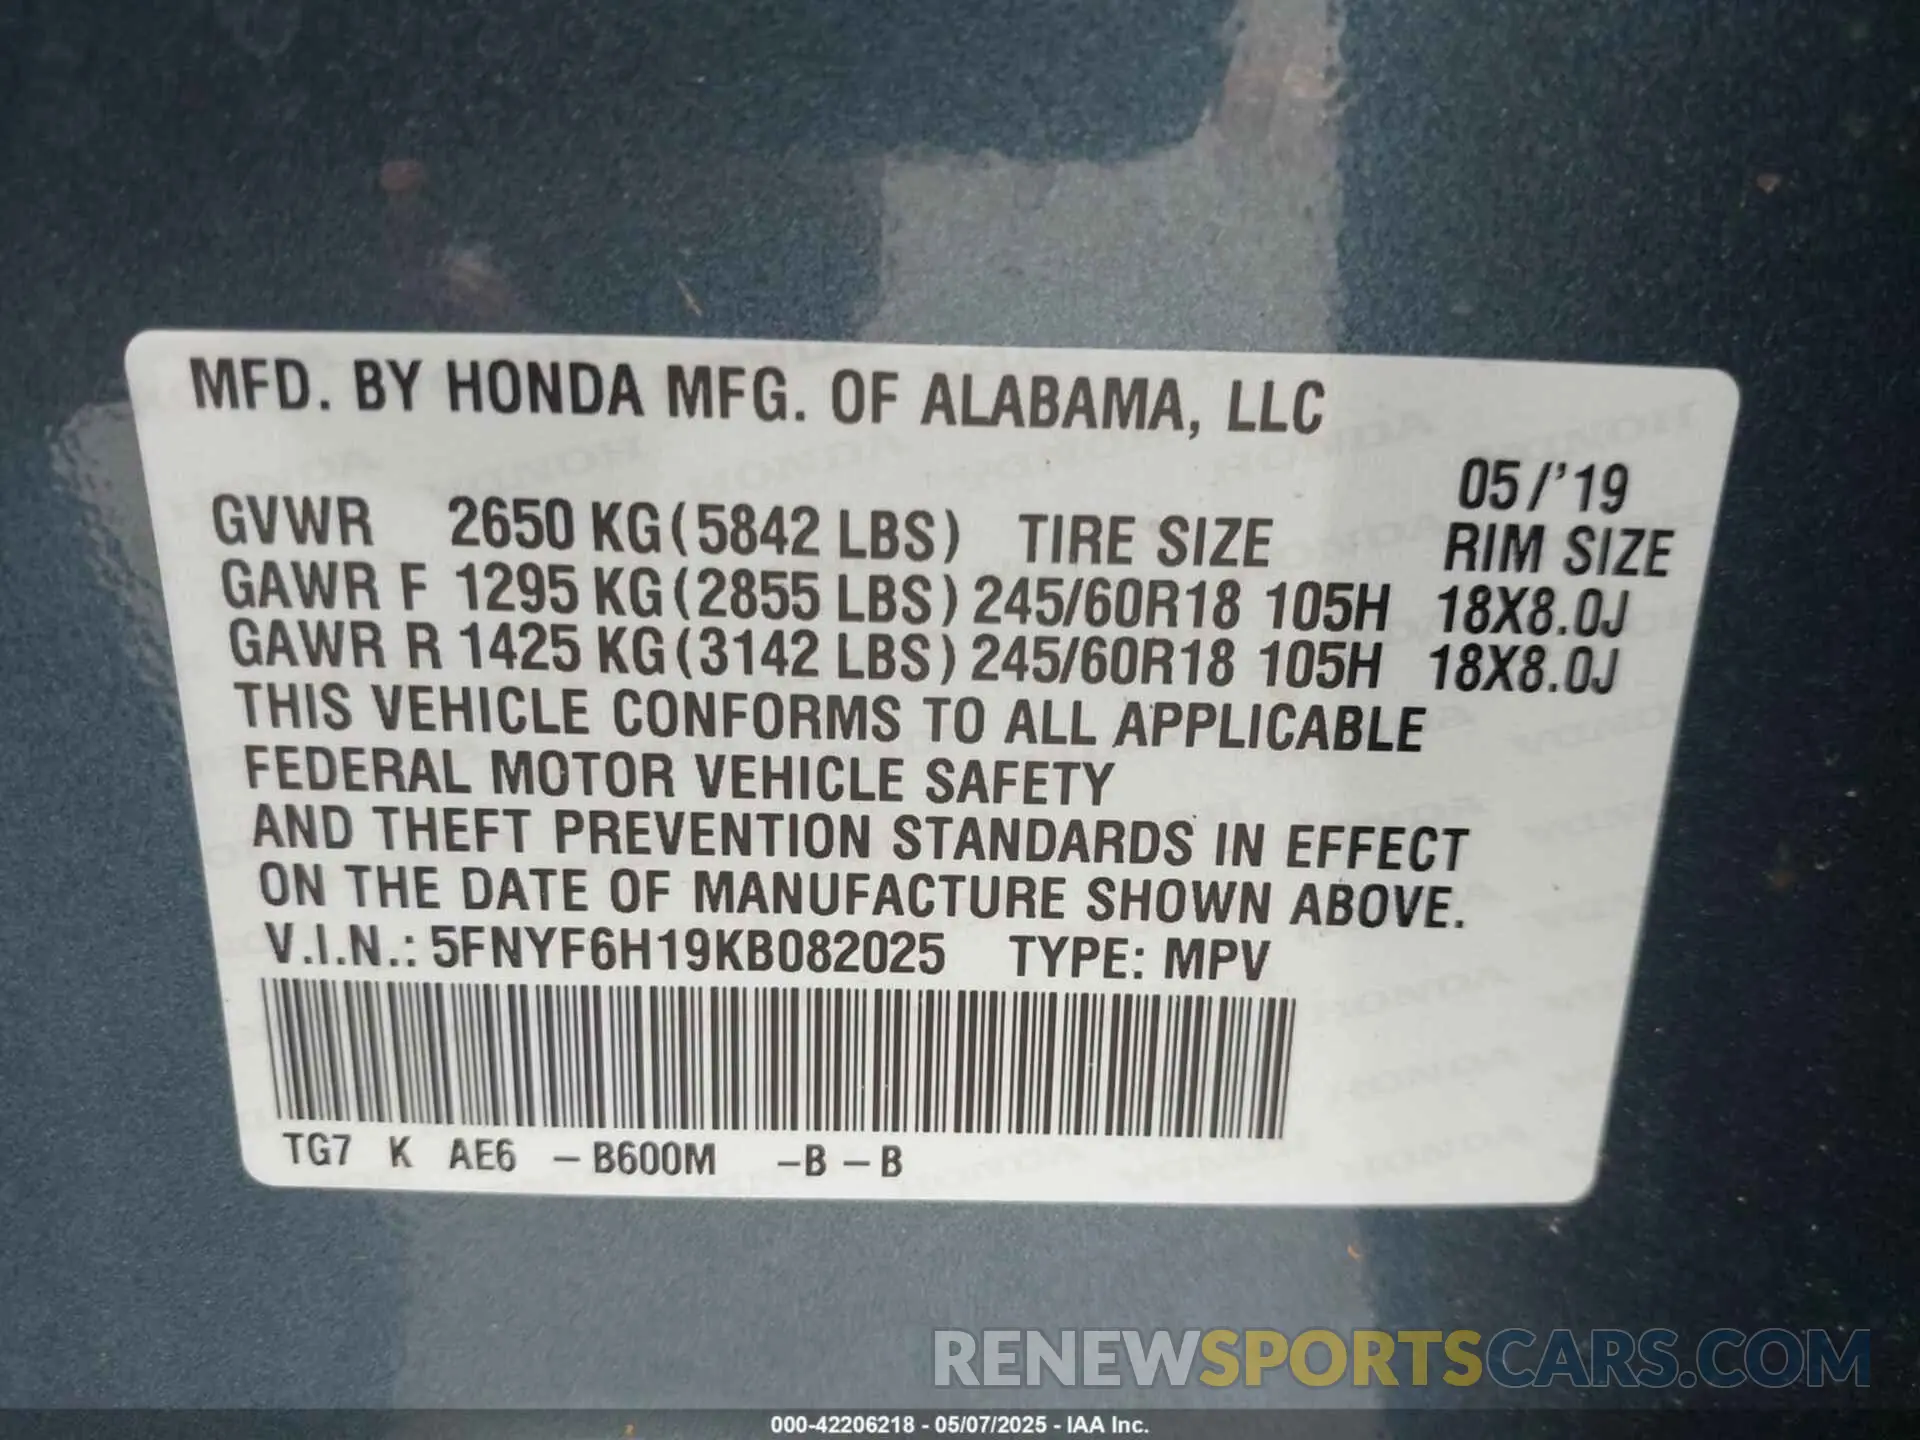 MFD. BY HONDA MFG. OF ALABAMA, LLC
05/'19
GVWR 2650 KG(5842 LBS) TIRE SIZE RIM SIZE
GAWR F 1295 KG(2855 LBS) 245/60R18 105H 18X8.0J
GAWR R 1425 KG(3142 LBS) 245/60R18 105H 18X8.0J
THIS VEHICLE CONFORMS TO ALL APPLICABLE
FEDERAL MOTOR VEHICLE SAFETY
AND THEFT PREVENTION STANDARDS IN EFFECT
ON THE DATE OF MANUFACTURE SHOWN ABOVE.
V.I.N.: 5FNYF6H19KB082025 TYPE: MPV
TG7 K AE6 –B600M –B –B
RENEWSPORTSCARS.COM
000-42206218 - 05/07/2025 - IAA Inc.